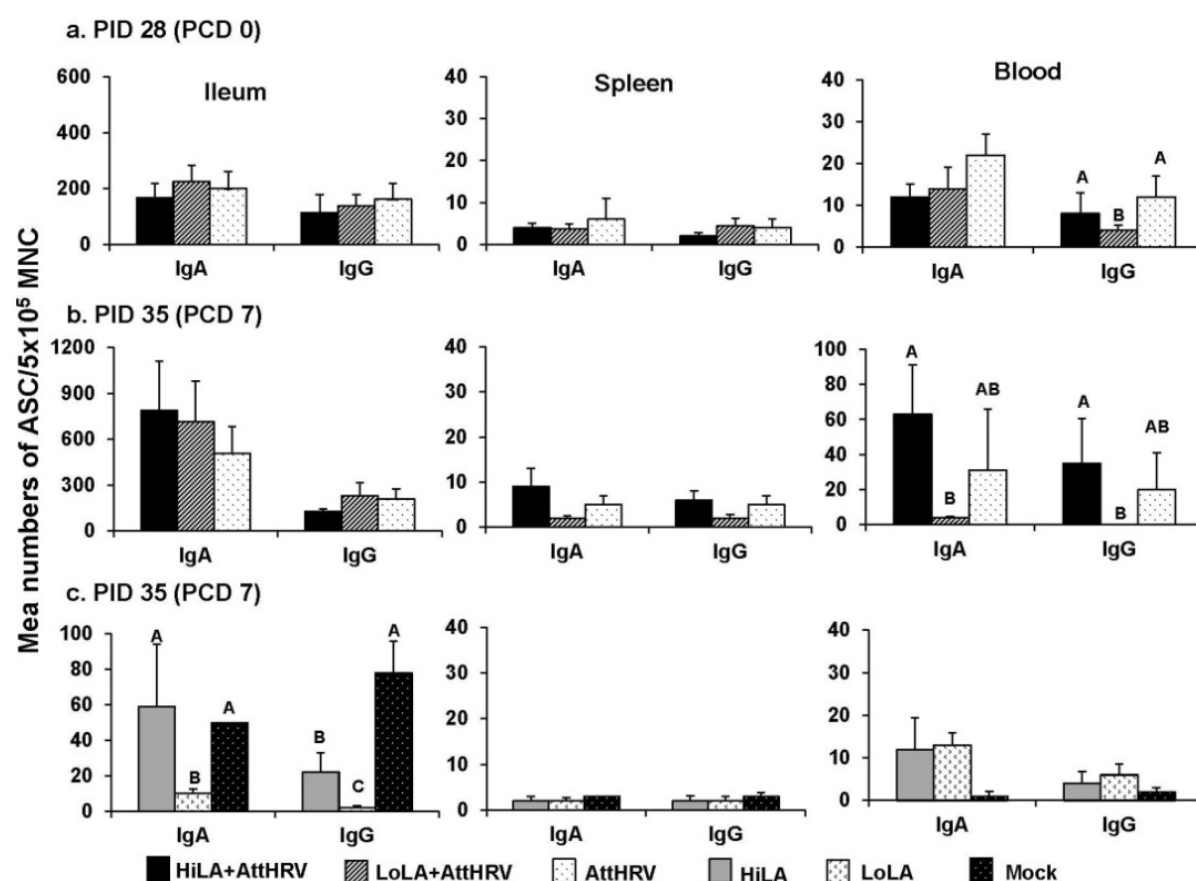 a. PID 28 (PCD 0)
Ileum
Spleen
Blood
600
400
200
0
IgA
IgG
40
30
20
10
0
IgA
IgG
40
30
20
10
0
A
B
A
IgA
IgG
Mea numbers of ASC/5x10⁵ MNC
b. PID 35 (PCD 7)
1200
900
600
300
0
IgA
IgG
40
30
20
10
0
IgA
IgG
100
80
60
40
20
0
A
B
AB
A
B
AB
IgA
IgG
c. PID 35 (PCD 7)
100
80
60
40
20
0
A
B
A
B
C
A
IgA
IgG
40
30
20
10
0
IgA
IgG
40
30
20
10
0
IgA
IgG
HiLA+AttHRV LoLA+AttHRV AttHRV HiLA LoLA Mock